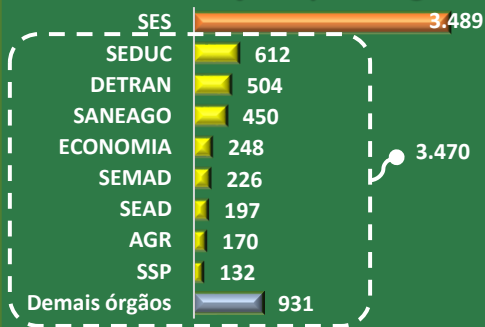 SES 3.489
SEDUC 612
DETRAN 504
SANEAGO 450
ECONOMIA 248
3.470
SEMAD 226
SEAD 197
AGR 170
SSP 132
Demais órgãos 931